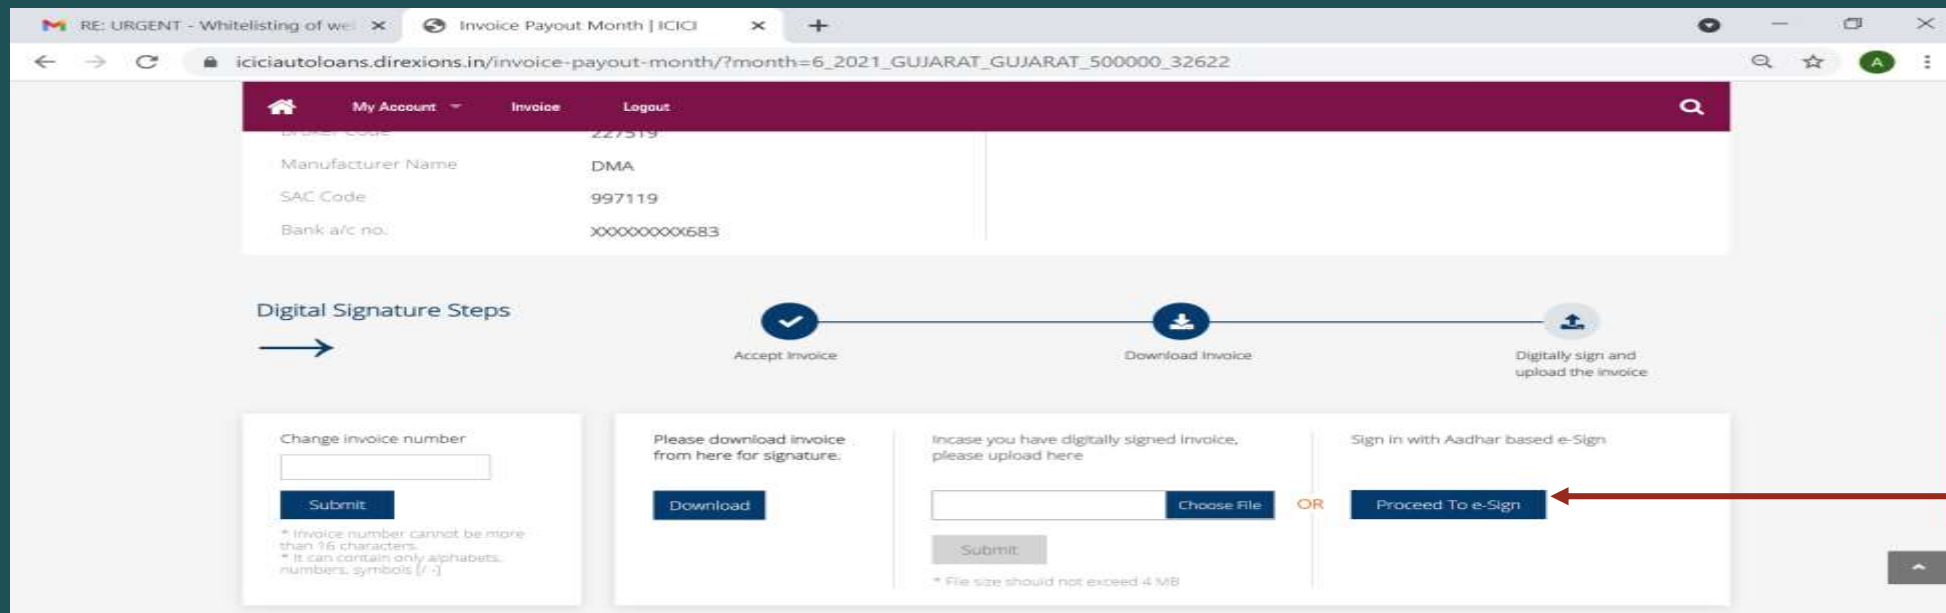 RE: URGENT - Whitelisting of we
Invoice Payout Month | ICICI
iciciautoloans.direxions.in/invoice-payout-month/?month=6_2021_GUJARAT_GUJARAT_500000_32622
A
My Account
Invoice
Logout
Broker Code 227519
Manufacturer Name DMA
SAC Code 997119
Bank a/c no. XXXXXXXXX683
Digital Signature Steps
Accept Invoice
Download Invoice
Digitally sign and
upload the invoice
Change invoice number
Submit
* Invoice number cannot be more
than 16 characters.
* It can contain only alphabets,
numbers, symbols [/ -]
Please download invoice
from here for signature.
Download
Incase you have digitally signed Invoice,
please upload here
Choose File
Submit
* File size should not exceed 4 MB
OR
Sign in with Aadhar based e-Sign
Proceed To e-Sign